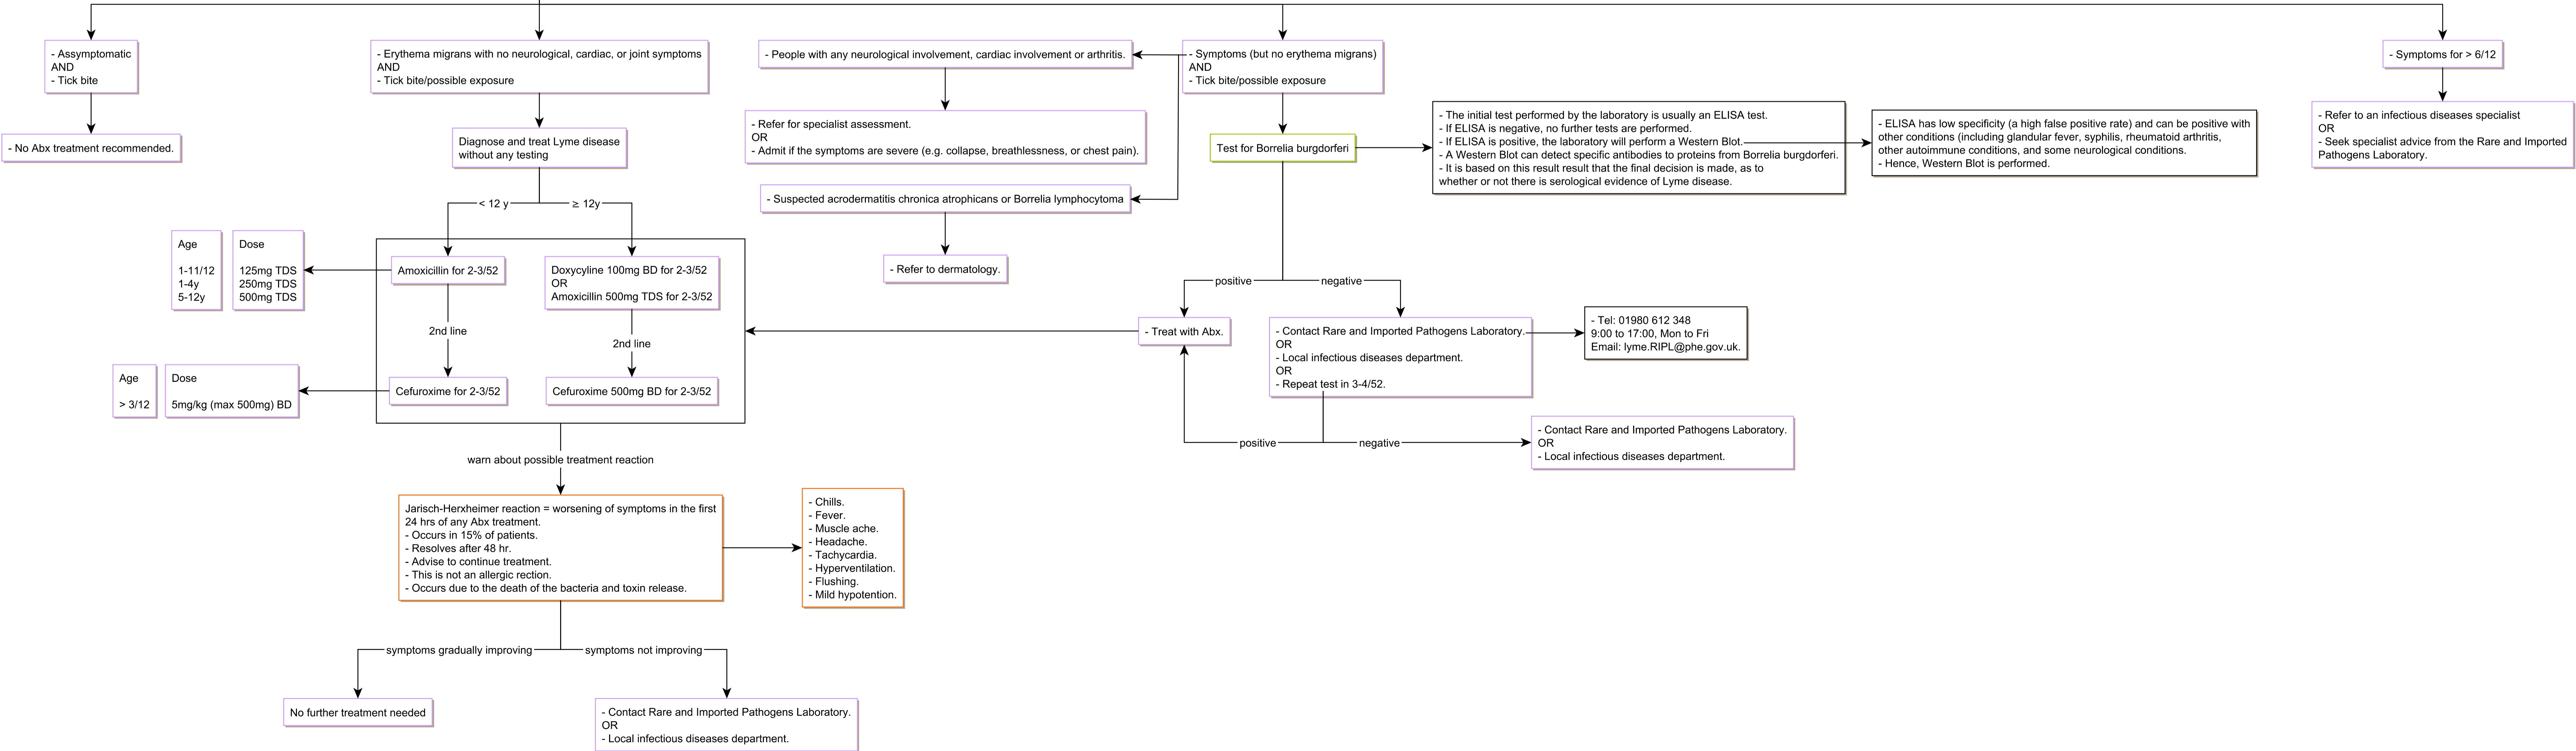 - Assymptomatic
AND
- Tick bite
- No Abx treatment recommended.
- Erythema migrans with no neurological, cardiac, or joint symptoms
AND
- Tick bite/possible exposure
Diagnose and treat Lyme disease
without any testing
< 12 y
≥ 12y
Age
1-11/12
1-4y
5-12y
Dose
125mg TDS
250mg TDS
500mg TDS
Amoxicillin for 2-3/52
Doxycyline 100mg BD for 2-3/52
OR
Amoxicillin 500mg TDS for 2-3/52
2nd line
2nd line
Age
> 3/12
Dose
5mg/kg (max 500mg) BD
Cefuroxime for 2-3/52
Cefuroxime 500mg BD for 2-3/52
warn about possible treatment reaction
Jarisch-Herxheimer reaction = worsening of symptoms in the first
24 hrs of any Abx treatment.
- Occurs in 15% of patients.
- Resolves after 48 hr.
- Advise to continue treatment.
- This is not an allergic rection.
- Occurs due to the death of the bacteria and toxin release.
- Chills.
- Fever.
- Muscle ache.
- Headache.
- Tachycardia.
- Hyperventilation.
- Flushing.
- Mild hypotention.
symptoms gradually improving
symptoms not improving
No further treatment needed
- Contact Rare and Imported Pathogens Laboratory.
OR
- Local infectious diseases department.
- People with any neurological involvement, cardiac involvement or arthritis.
- Refer for specialist assessment.
OR
- Admit if the symptoms are severe (e.g. collapse, breathlessness, or chest pain).
- Suspected acrodermatitis chronica atrophicans or Borrelia lymphocytoma
- Refer to dermatology.
- Symptoms (but no erythema migrans)
AND
- Tick bite/possible exposure
Test for Borrelia burgdorferi
- The initial test performed by the laboratory is usually an ELISA test.
- If ELISA is negative, no further tests are performed.
- If ELISA is positive, the laboratory will perform a Western Blot.
- A Western Blot can detect specific antibodies to proteins from Borrelia burgdorferi.
- It is based on this result result that the final decision is made, as to
whether or not there is serological evidence of Lyme disease.
- ELISA has low specificity (a high false positive rate) and can be positive with
other conditions (including glandular fever, syphilis, rheumatoid arthritis,
other autoimmune conditions, and some neurological conditions.
- Hence, Western Blot is performed.
positive
negative
- Treat with Abx.
- Contact Rare and Imported Pathogens Laboratory.
OR
- Local infectious diseases department.
OR
- Repeat test in 3-4/52.
- Tel: 01980 612 348
9:00 to 17:00, Mon to Fri
Email: lyme.RIPL@phe.gov.uk.
positive
negative
- Contact Rare and Imported Pathogens Laboratory.
OR
- Local infectious diseases department.
- Symptoms for > 6/12
- Refer to an infectious diseases specialist
OR
- Seek specialist advice from the Rare and Imported
Pathogens Laboratory.